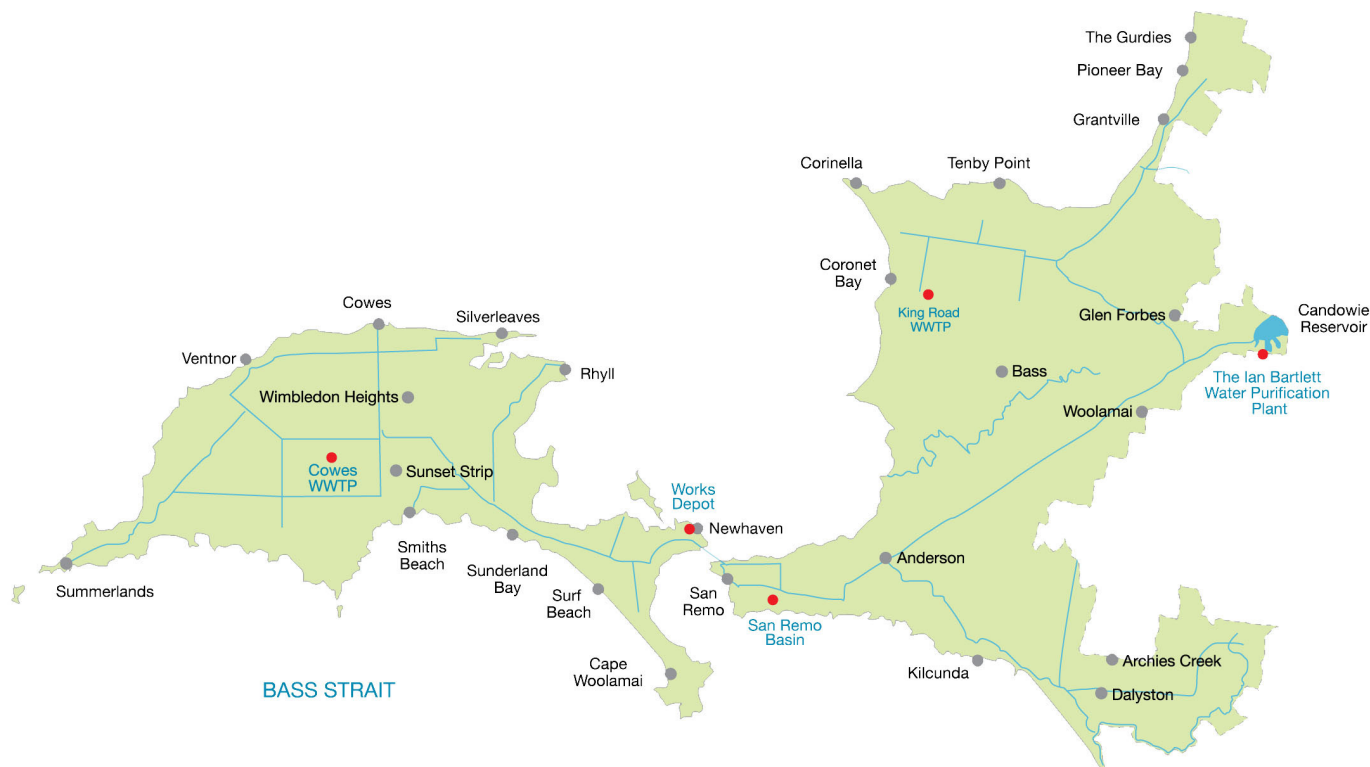 The Gurdies
Pioneer Bay
Grantville
Corinella
Tenby Point
Coronet
Bay
King Road
WWTP
Glen Forbes
Candowie
Reservoir
The Ian Bartlett
Water Purification
Plant
Bass
Woolamai
Cowes
Silverleaves
Ventnor
Rhyll
Wimbledon Heights
Cowes
WWTP
Sunset Strip
Works
Depot
Newhaven
Smiths
Beach
Sunderland
Bay
Surf
Beach
Summerlands
San
Remo
San Remo
Basin
Anderson
Cape
Woolamai
Kilcunda
Archies Creek
Dalyston
BASS STRAIT